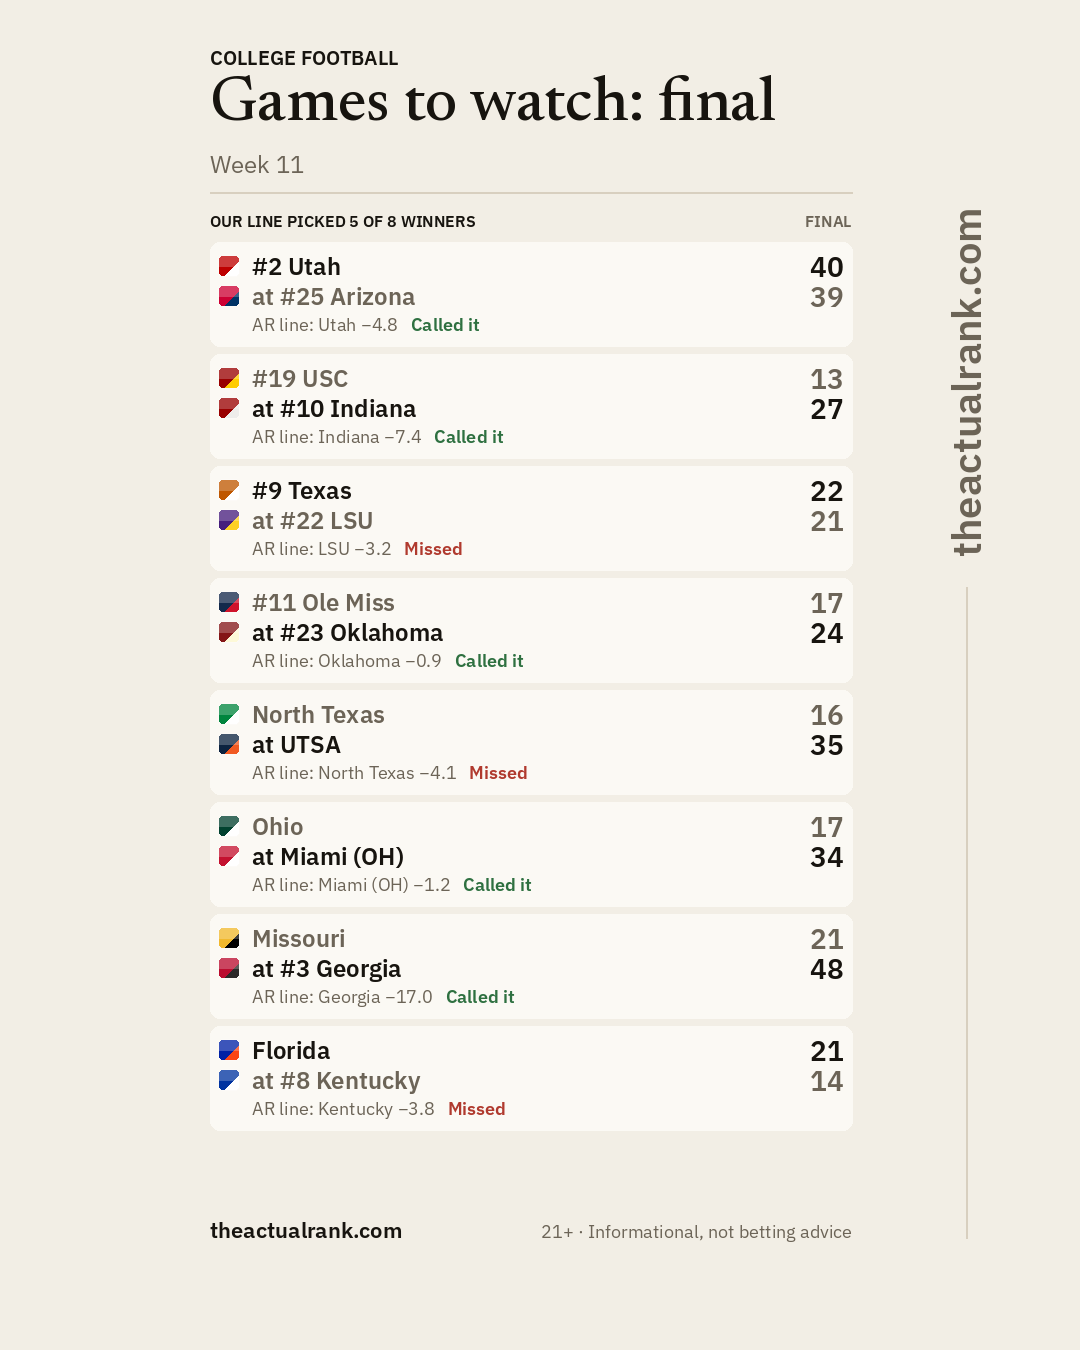 COLLEGE FOOTBALL
Games to watch: final
Week 11
OUR LINE PICKED 5 OF 8 WINNERS FINAL
#2 Utah 40
at #25 Arizona 39
AR line: Utah −4.8 Called it
#19 USC 13
at #10 Indiana 27
AR line: Indiana −7.4 Called it
#9 Texas 22
at #22 LSU 21
AR line: LSU −3.2 Missed
#11 Ole Miss 17
at #23 Oklahoma 24
AR line: Oklahoma −0.9 Called it
North Texas 16
at UTSA 35
AR line: North Texas −4.1 Missed
Ohio 17
at Miami (OH) 34
AR line: Miami (OH) −1.2 Called it
Missouri 21
at #3 Georgia 48
AR line: Georgia −17.0 Called it
Florida 21
at #8 Kentucky 14
AR line: Kentucky −3.8 Missed
theactualrank.com 21+ · Informational, not betting advice
theactualrank.com